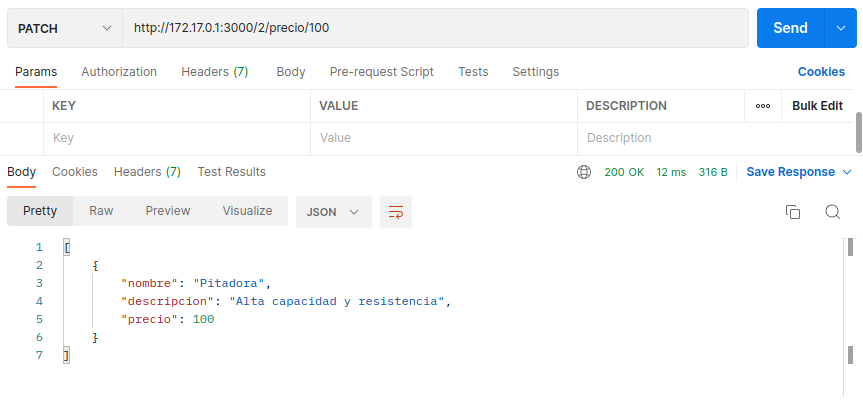 PATCH http://172.17.0.1:3000/2/precio/100 Send
Params Authorization Headers (7) Body Pre-request Script Tests Settings Cookies
KEY VALUE DESCRIPTION ooo Bulk Edit
Key Value Description
Body Cookies Headers (7) Test Results 200 OK 12 ms 316 B Save Response
Pretty Raw Preview Visualize JSON
1 [
2 {
3 "nombre": "Pitadora",
4 "descripcion": "Alta capacidad y resistencia",
5 "precio": 100
6 }
7 ]